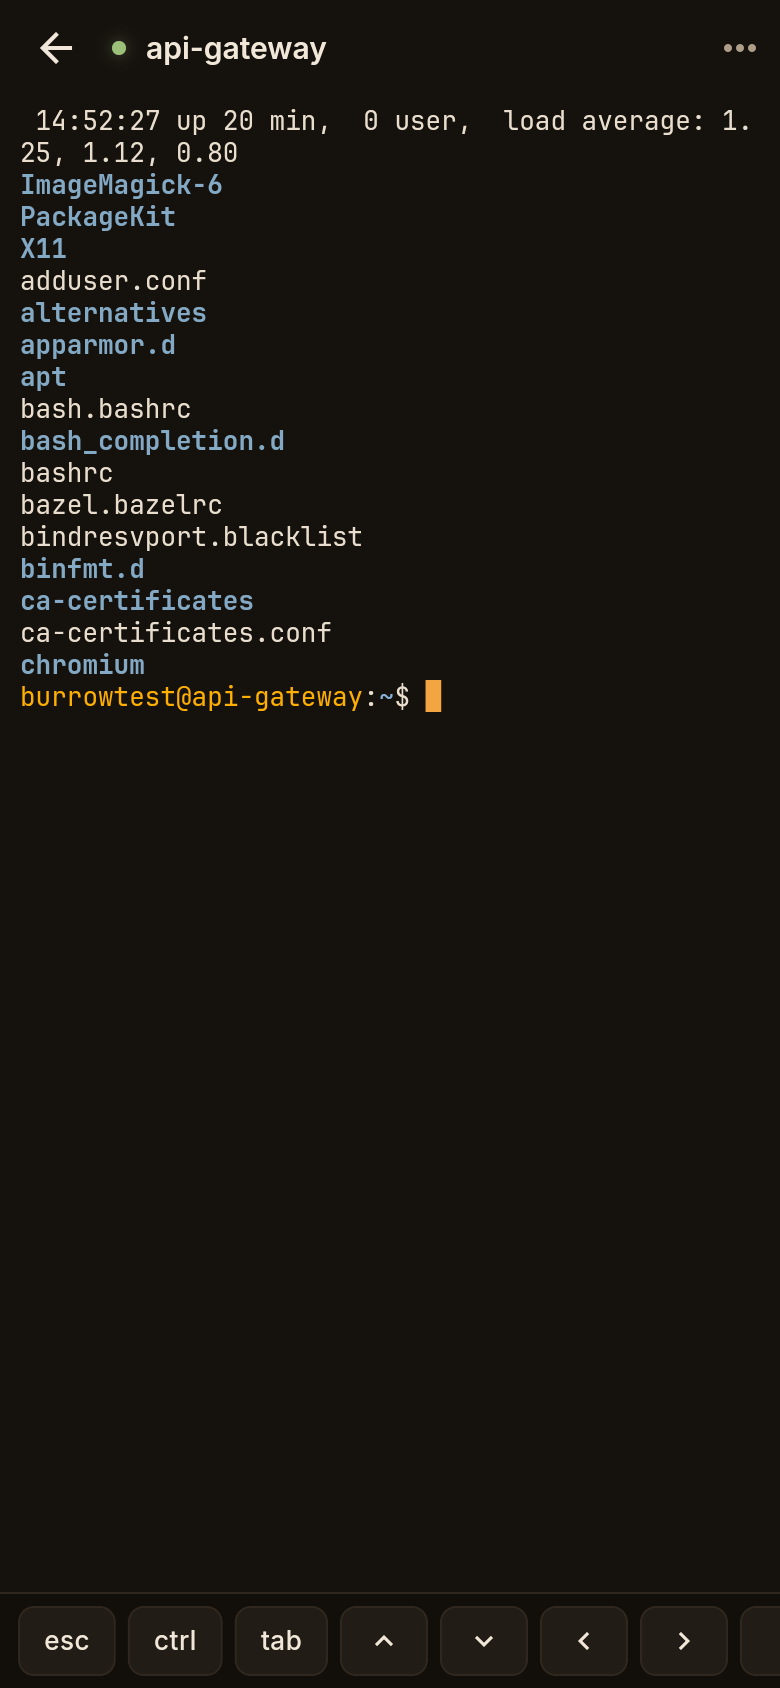 api-gateway
14:52:27 up 20 min,  0 user,  load average: 1.
25, 1.12, 0.80
ImageMagick-6
PackageKit
X11
adduser.conf
alternatives
apparmor.d
apt
bash.bashrc
bash_completion.d
bashrc
bazel.bazelrc
bindresvport.blacklist
binfmt.d
ca-certificates
ca-certificates.conf
chromium
burrowtest@api-gateway:~$
esc ctrl tab